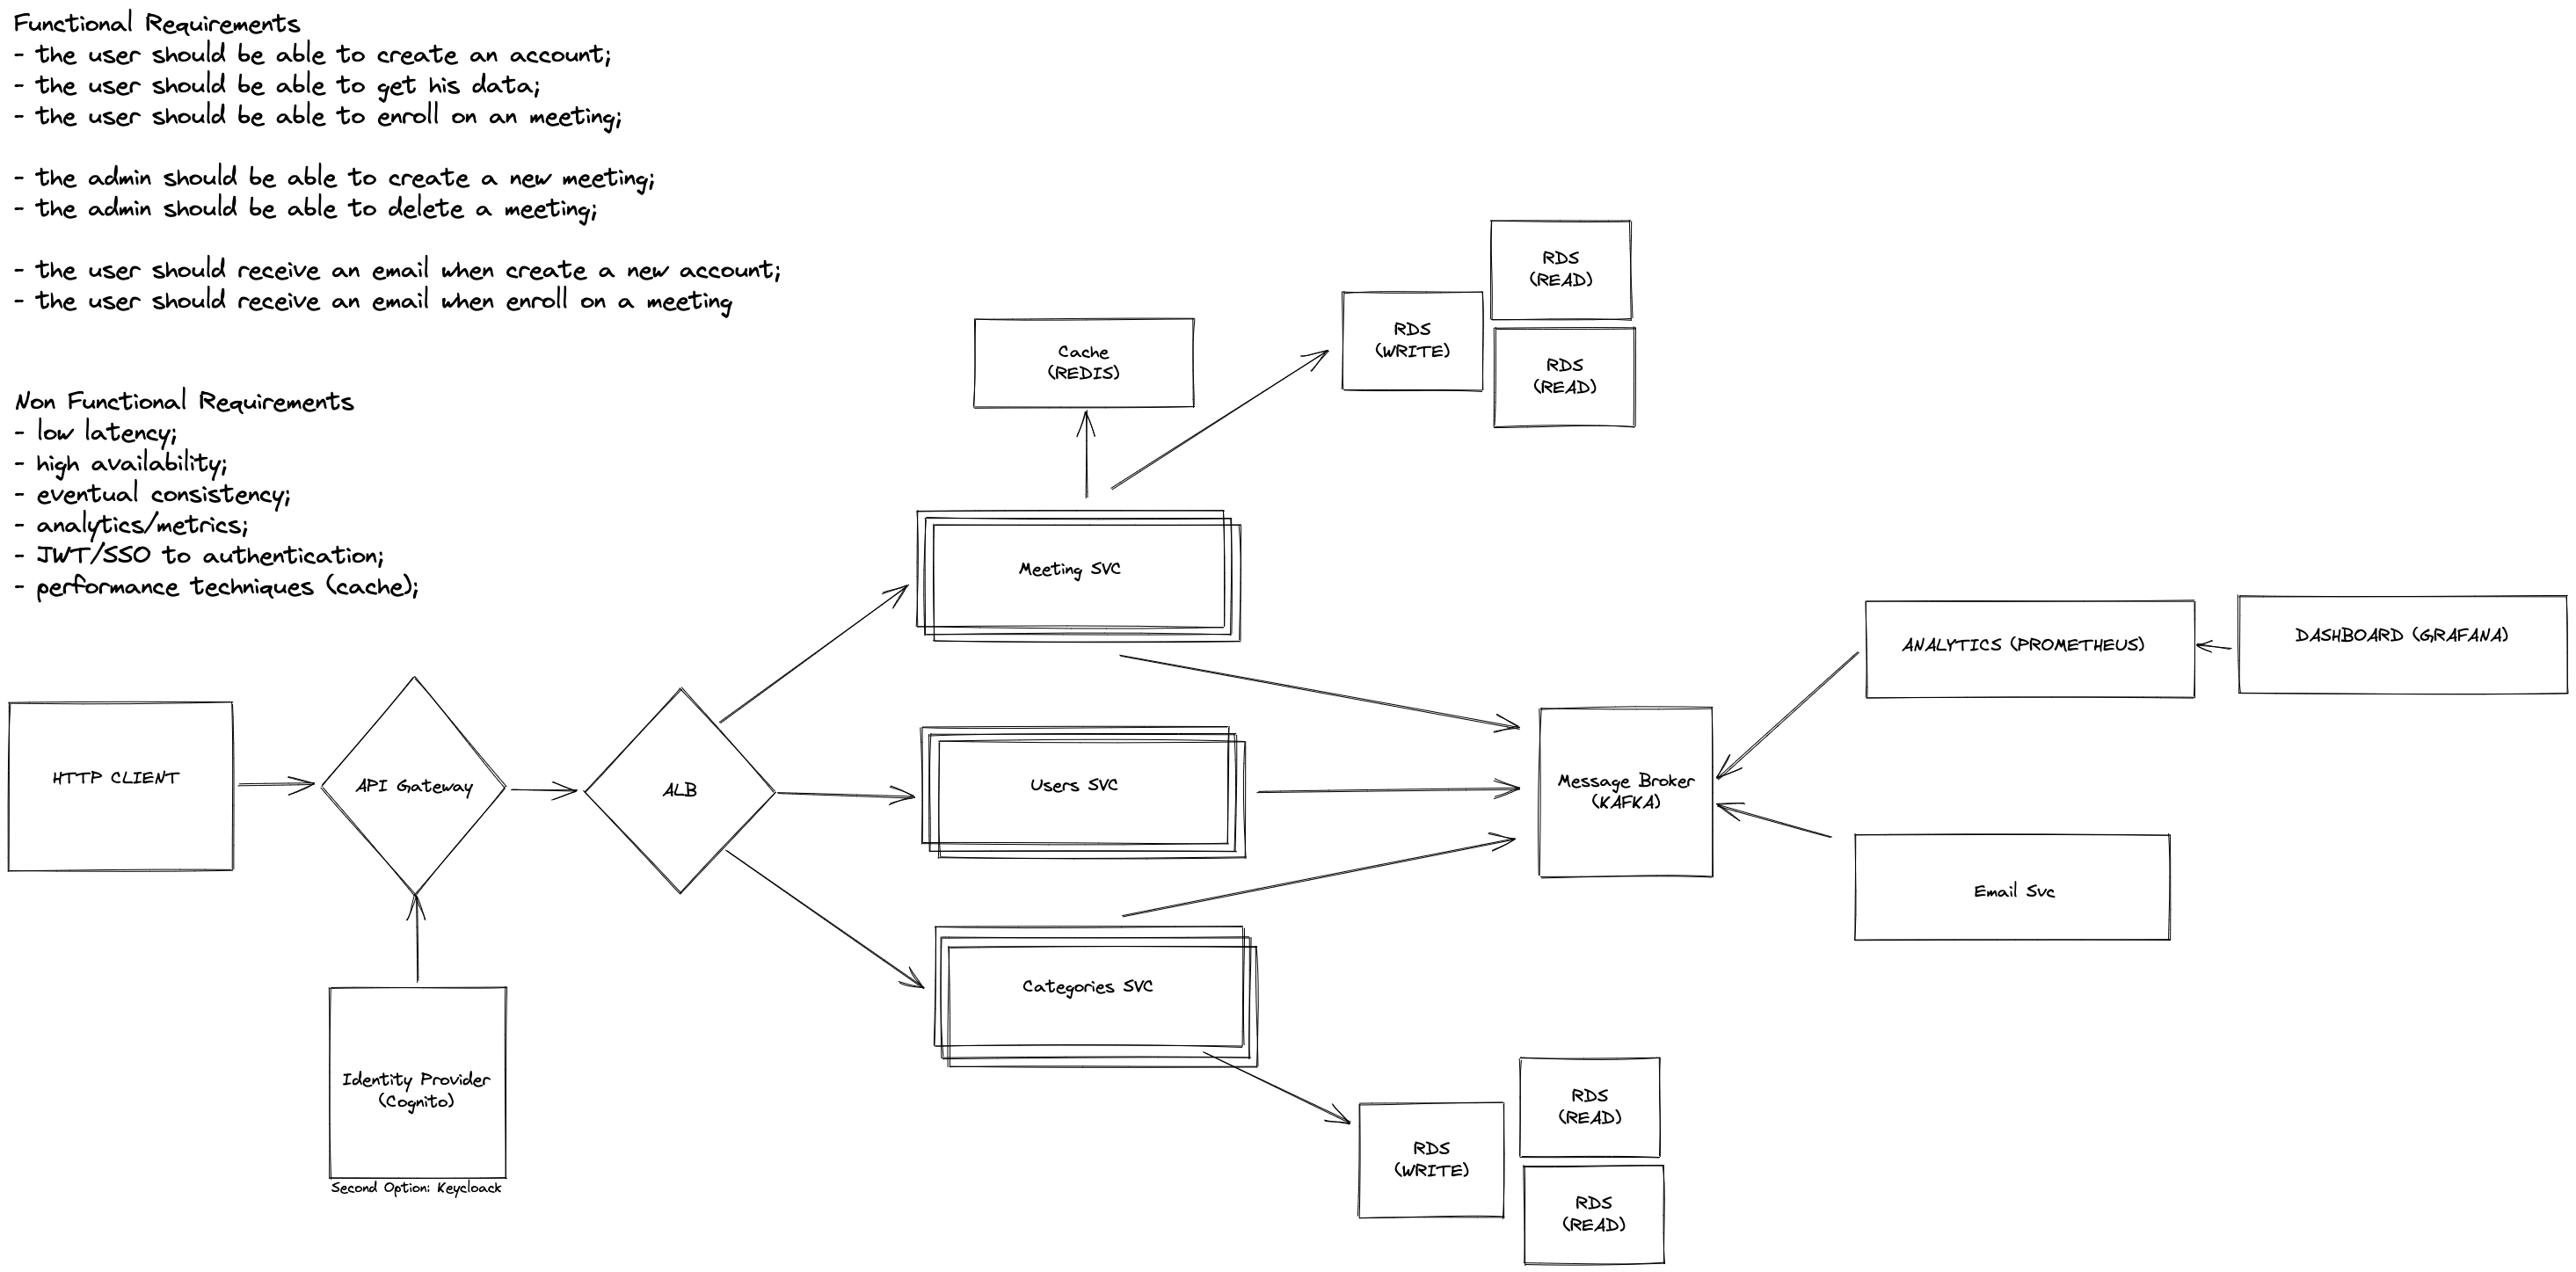 Functional Requirements
- the user should be able to create an account;
- the user should be able to get his data;
- the user should be able to enroll on an meeting;
- the admin should be able to create a new meeting;
- the admin should be able to delete a meeting;
- the user should receive an email when create a new account;
- the user should receive an email when enroll on a meeting
Non Functional Requirements
- low latency;
- high availability;
- eventual consistency;
- analytics/metrics;
- JWT/SSO to authentication;
- performance techniques (cache);
RDS
(READ)
RDS
(WRITE)
RDS
(READ)
Cache
(REDIS)
Meeting SVC
HTTP CLIENT
API Gateway
ALB
Users SVC
Message Broker
(KAFKA)
ANALYTICS (PROMETHEUS)
DASHBOARD (GRAFANA)
Email Svc
Categories SVC
Identity Provider
(Cognito)
Second Option: Keycloack
RDS
(WRITE)
RDS
(READ)
RDS
(READ)